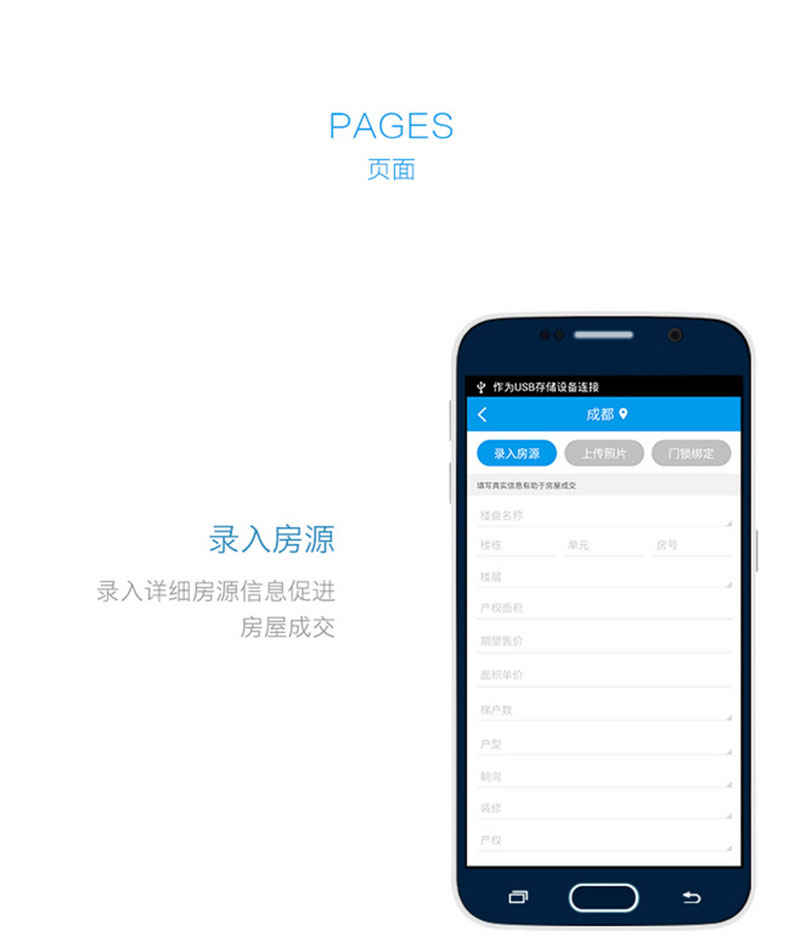 PAGES
页面
录入房源
录入详细房源信息促进
房屋成交
作为USB存储设备连接
成都
录入房源 上传照片 门锁绑定
填写真实信息有助于房屋成交
楼盘名称
楼栋 单元 房号
楼层
产权面积
期望售价
面积单价
梯户数
户型
朝向
装修
产权